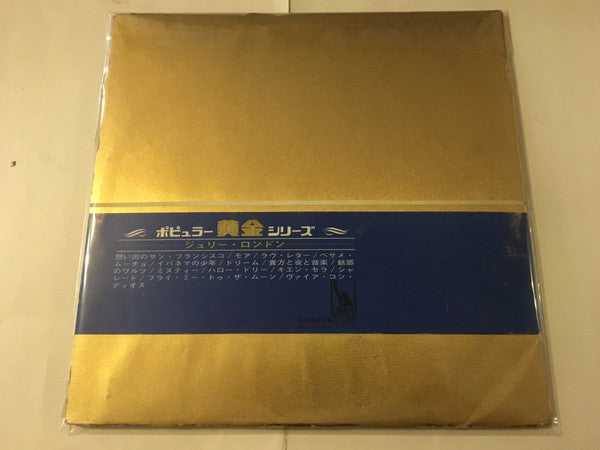 ポピュラー 黄金 シリーズ
ジュリー・ロンドン
想い出のサン・フランシスコ/モア/ラヴ・レター/ベサメ・
ムーチョ/イパネマの少年/ドリーム/貴方と夜と音楽/魅惑
のワルツ/ミスティー/ハロー・ドリー/キエン・セラ/シャ
レード/フライ・ミー・トゥ・ザ・ムーン/ヴァイア・コン・
ディオス